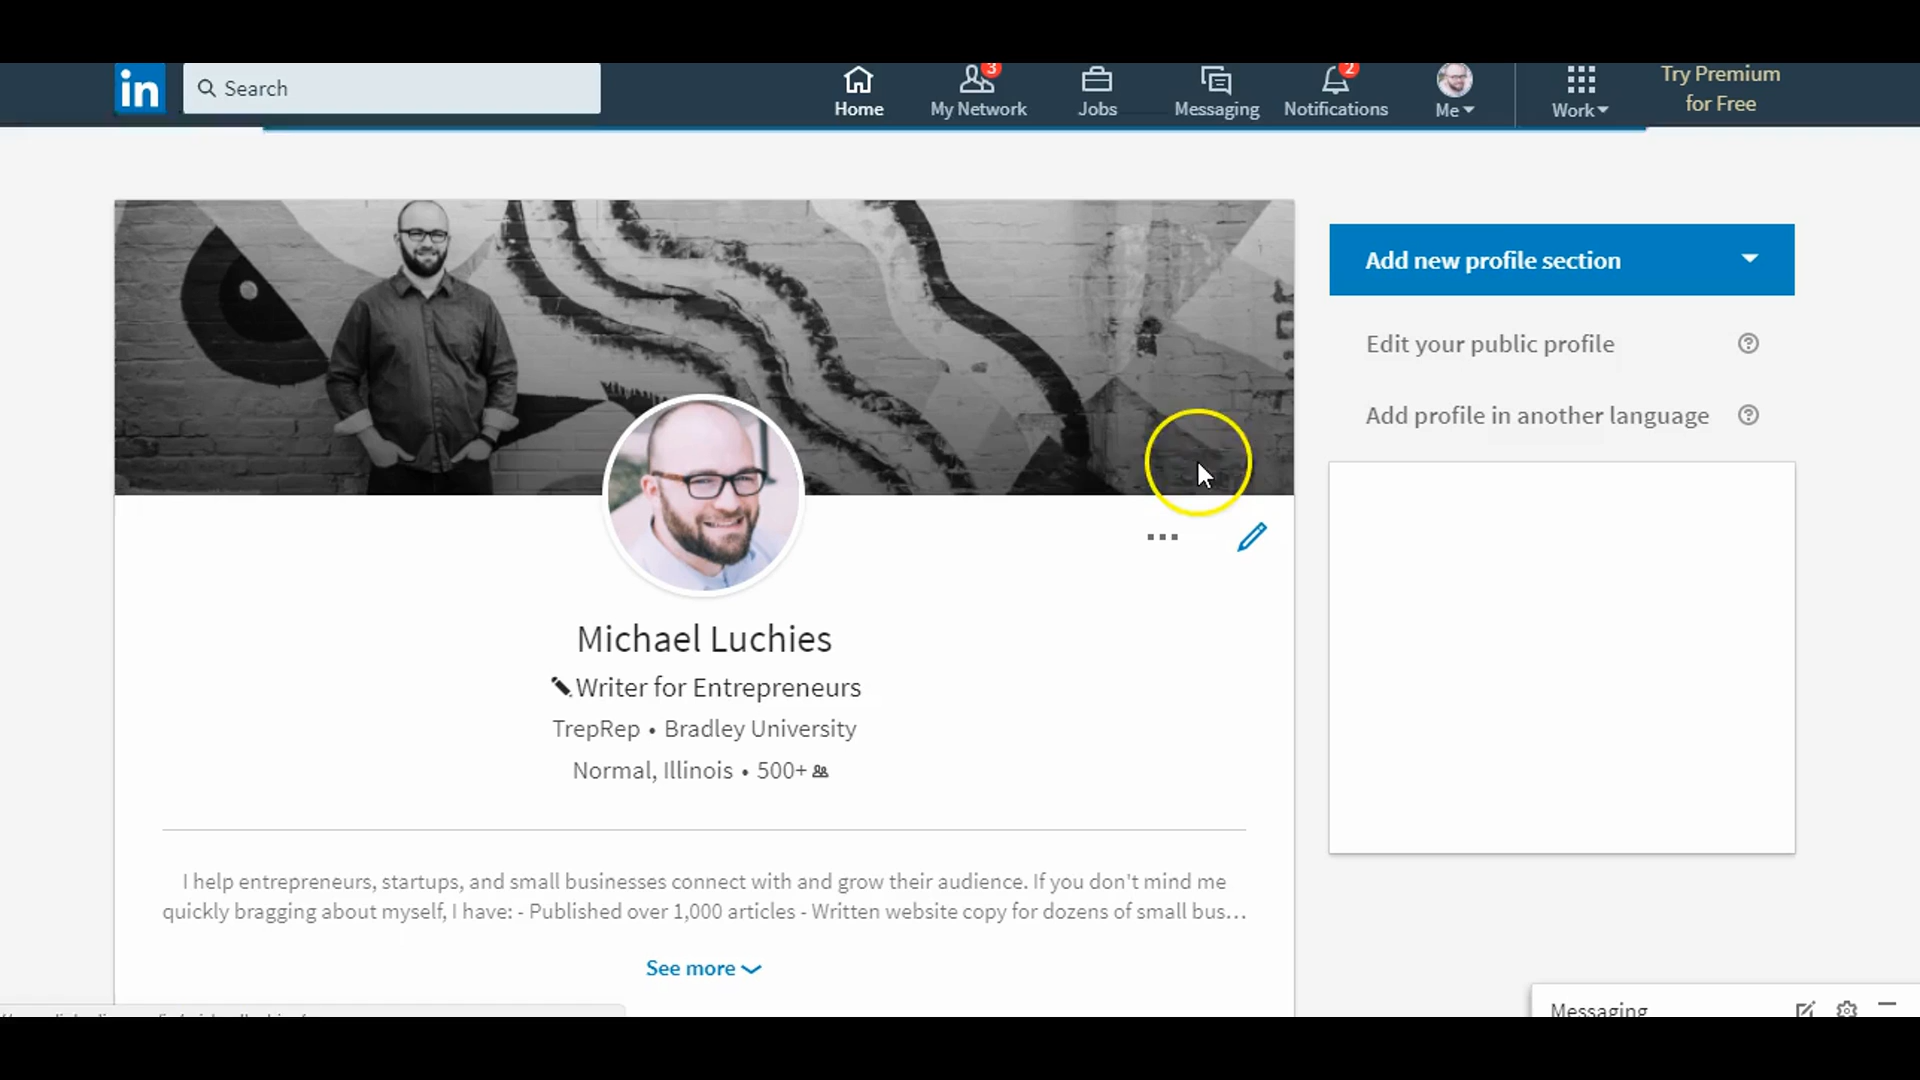 in
Search
3
2
Home
My Network
Jobs
Messaging
Notifications
Me
Work
Try Premium
for Free
Add new profile section
Edit your public profile
Add profile in another language
Michael Luchies
Writer for Entrepreneurs
TrepRep • Bradley University
Normal, Illinois • 500+
I help entrepreneurs, startups, and small businesses connect with and grow their audience. If you don't mind me
quickly bragging about myself, I have: - Published over 1,000 articles - Written website copy for dozens of small bus...
See more
Messaging